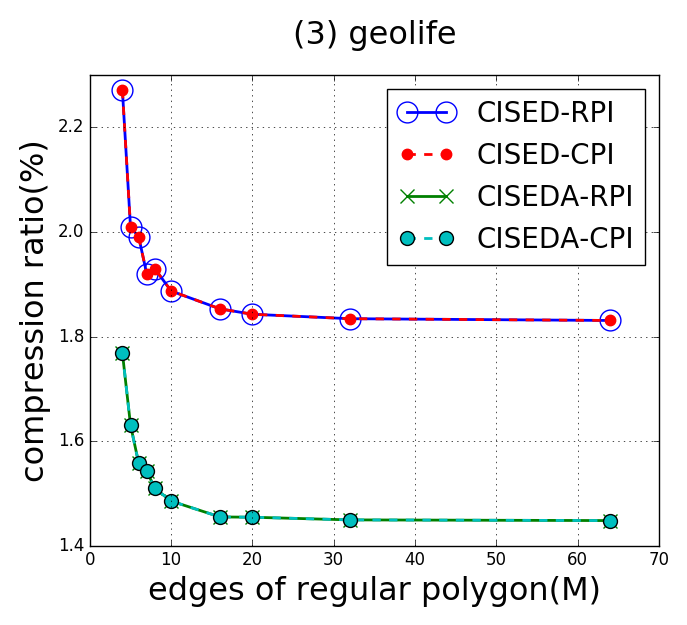 (3) geolife
compression ratio(%)
2.2
2.0
1.8
1.6
1.4
CISED-RPI
CISED-CPI
CISEDA-RPI
CISEDA-CPI
0 10 20 30 40 50 60 70
edges of regular polygon(M)